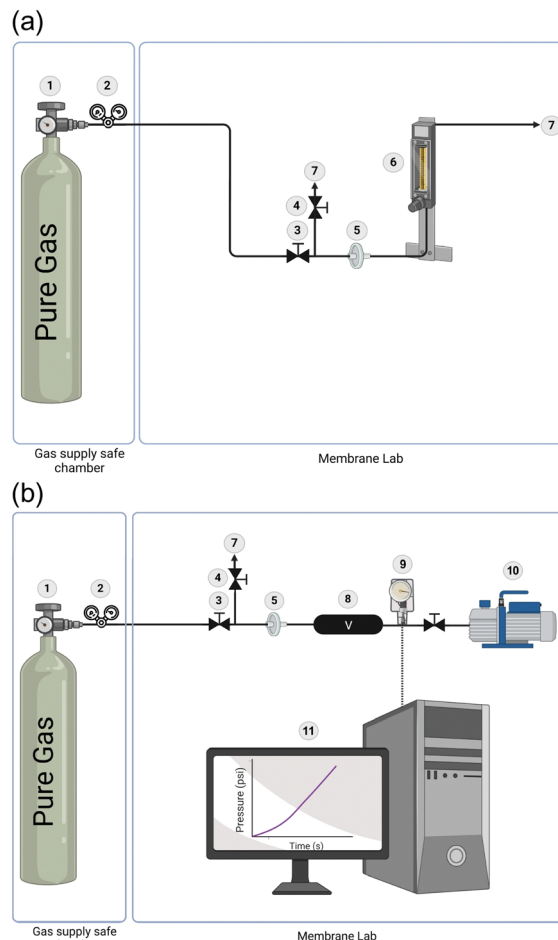 (a)
1
2
7
7
6
4
3
5
Pure Gas
Gas supply safe
chamber
Membrane Lab
(b)
9
7
10
1
2
4
3
5
8
V
Pure Gas
11
Pressure (psi)
Time (s)
Gas supply safe
Membrane Lab